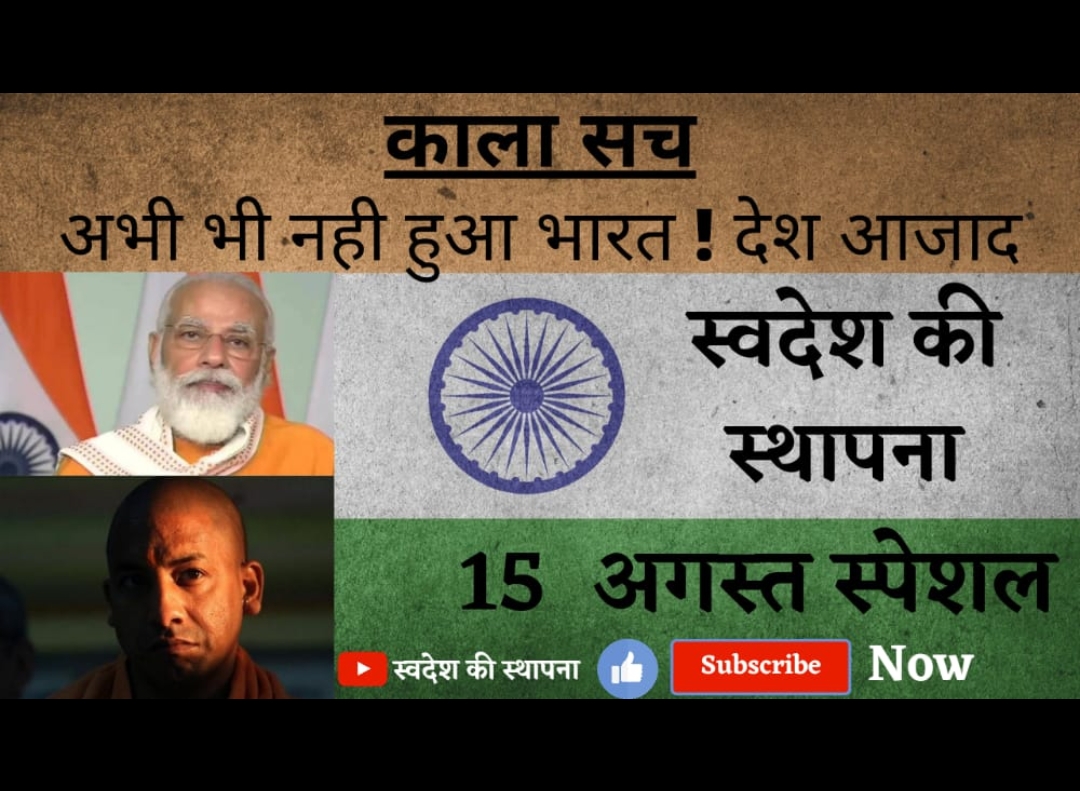 काला सच
अभी भी नही हुआ भारत ! देश आजाद
स्वदेश की
स्थापना
15 अगस्त स्पेशल
स्वदेश की स्थापना Subscribe Now